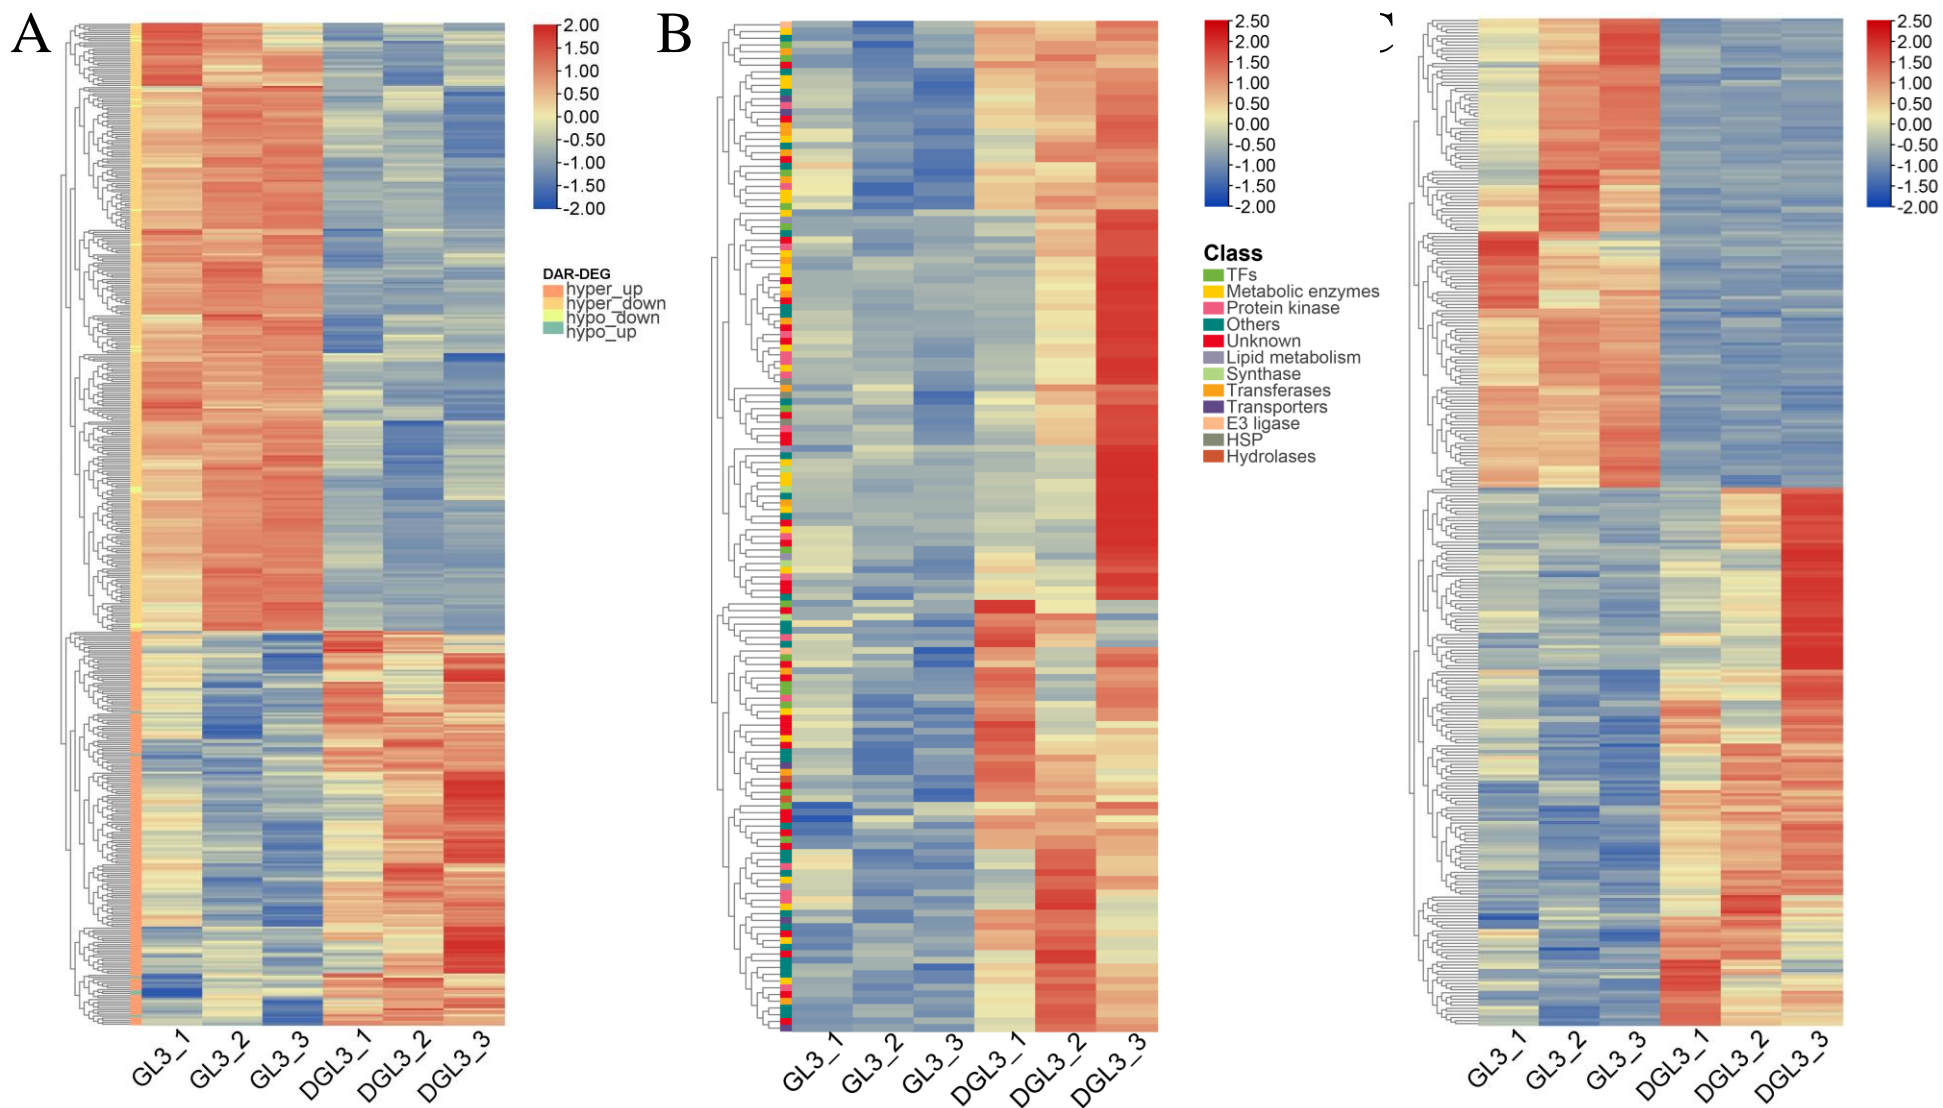 A
2.00
1.50
1.00
0.50
0.00
-0.50
-1.00
-1.50
-2.00
DAR-DEG
hyper_up
hyper_down
hypo_down
hypo_up
GL3_1
GL3_2
GL3_3
DGL3_1
DGL3_2
DGL3_3
B
2.50
2.00
1.50
1.00
0.50
0.00
-0.50
-1.00
-1.50
-2.00
Class
TFs
Metabolic enzymes
Protein kinase
Others
Unknown
Lipid metabolism
Synthase
Transferases
Transporters
E3 ligase
HSP
Hydrolases
GL3_1
GL3_2
GL3_3
DGL3_1
DGL3_2
DGL3_3
C
2.50
2.00
1.50
1.00
0.50
0.00
-0.50
-1.00
-1.50
-2.00
GL3_1
GL3_2
GL3_3
DGL3_1
DGL3_2
DGL3_3